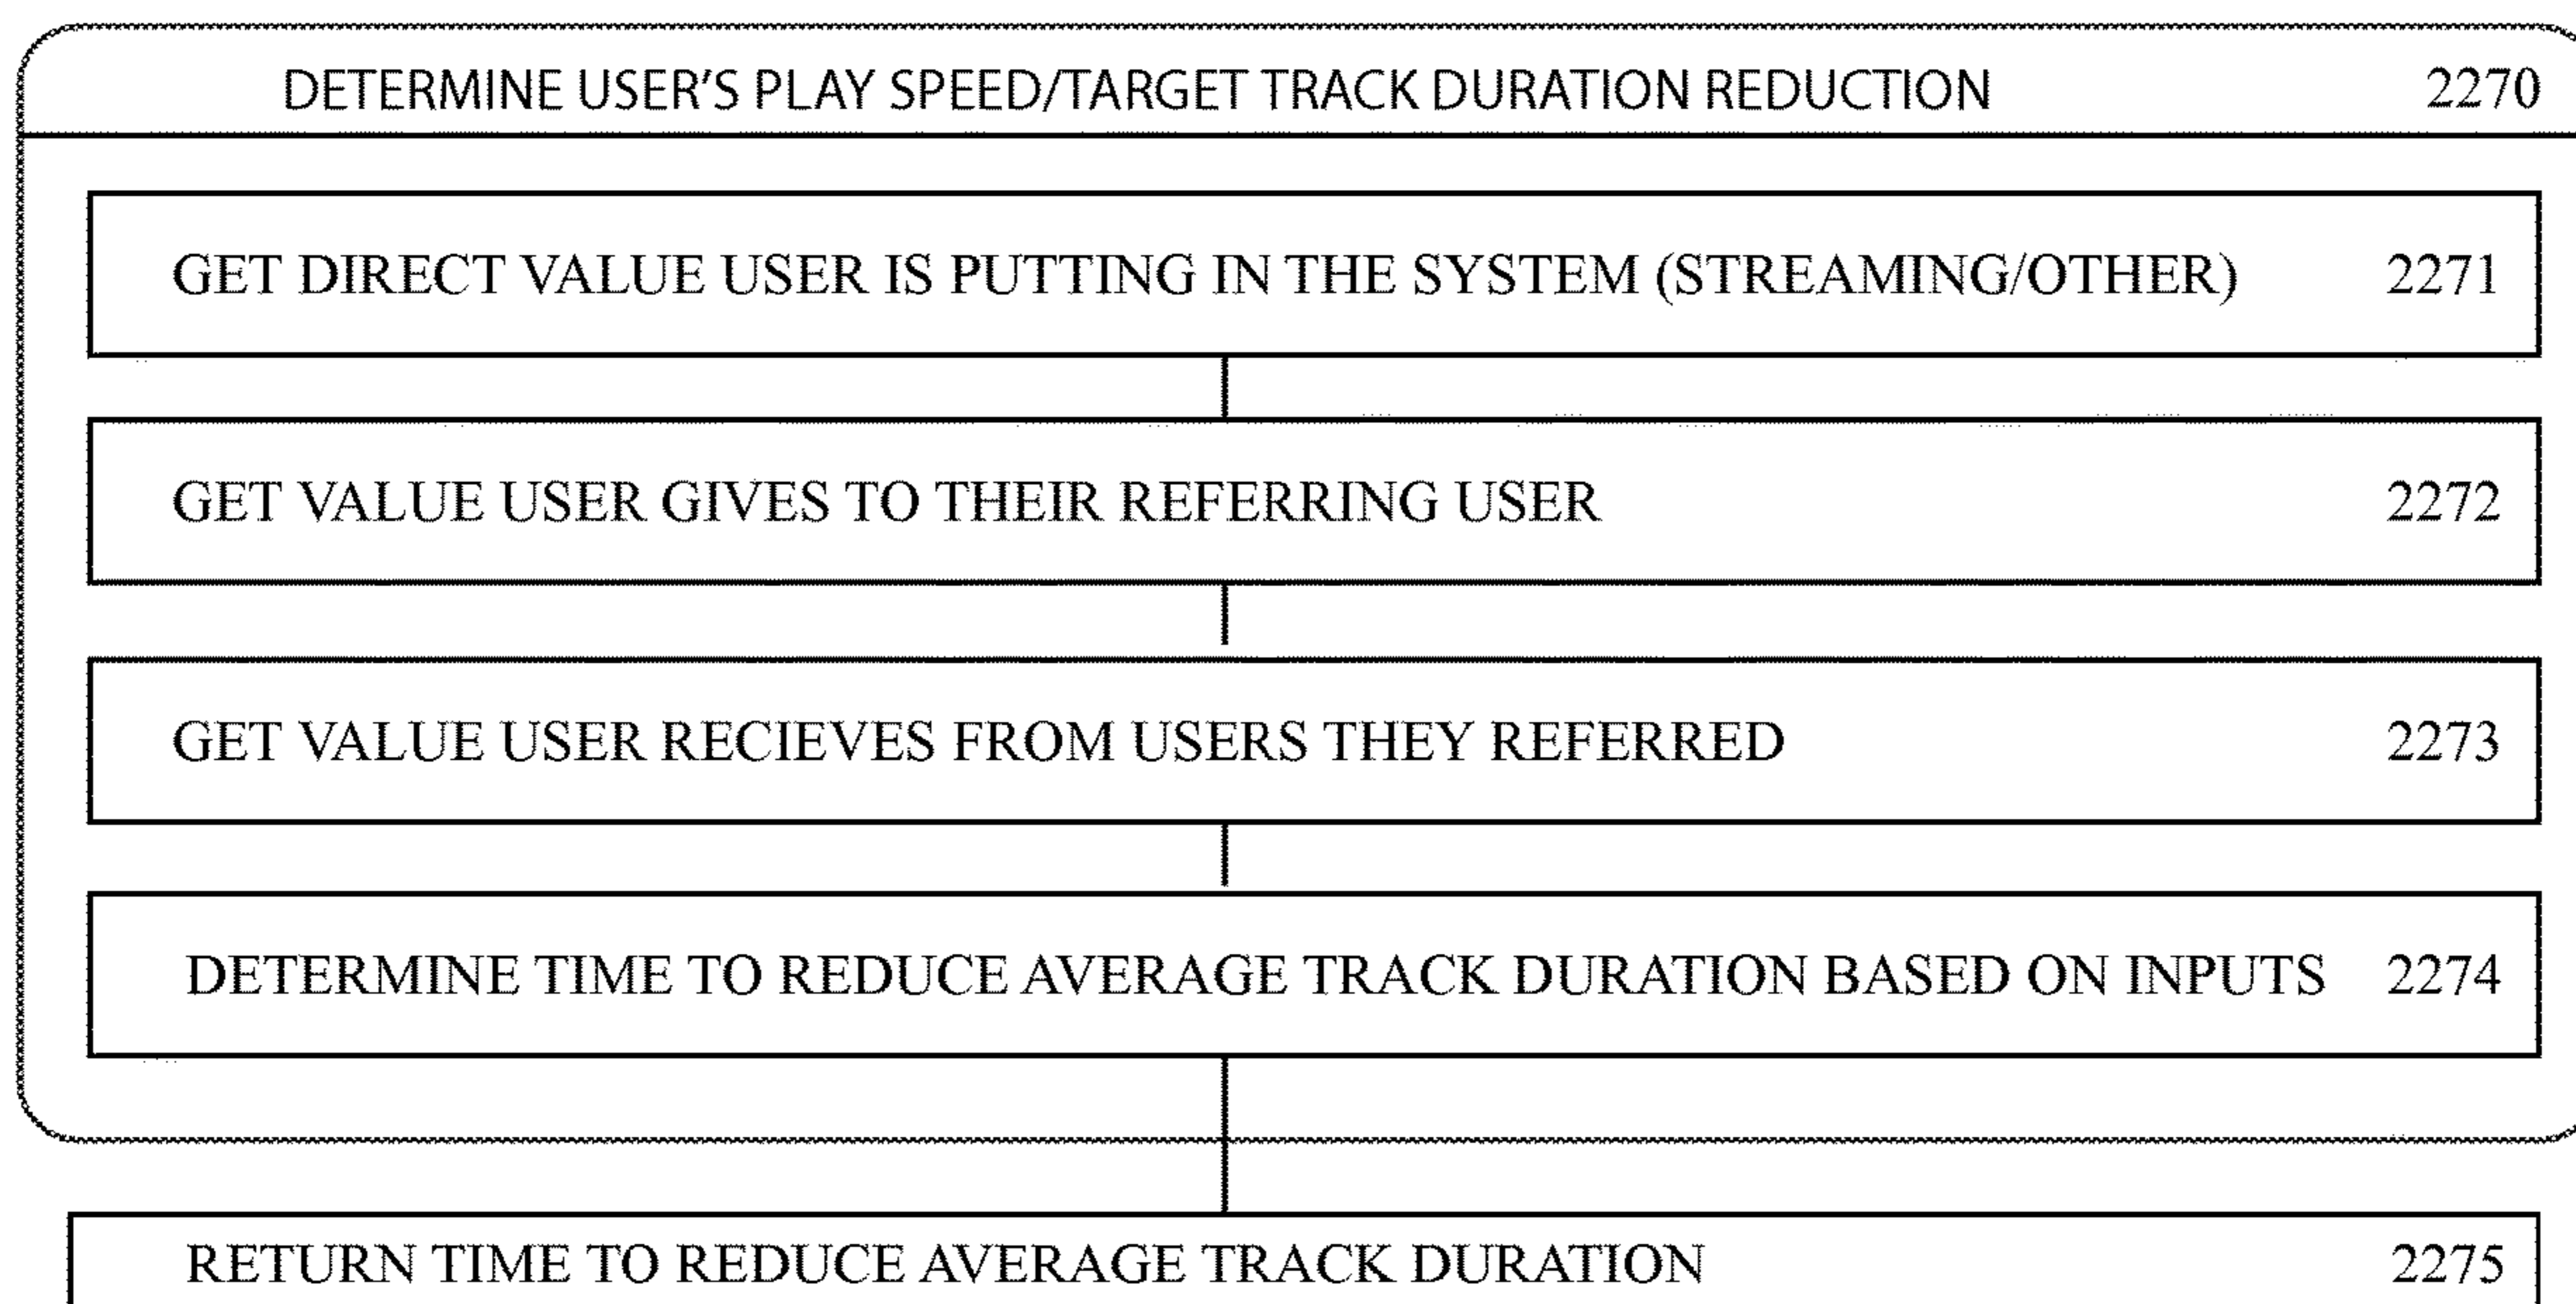 DETERMINE USER'S PLAY SPEED/TARGET TRACK DURATION REDUCTION 2270
GET DIRECT VALUE USER IS PUTTING IN THE SYSTEM (STREAMING/OTHER) 2271
GET VALUE USER GIVES TO THEIR REFERRING USER 2272
GET VALUE USER RECIEVES FROM USERS THEY REFERRED 2273
DETERMINE TIME TO REDUCE AVERAGE TRACK DURATION BASED ON INPUTS 2274
RETURN TIME TO REDUCE AVERAGE TRACK DURATION 2275